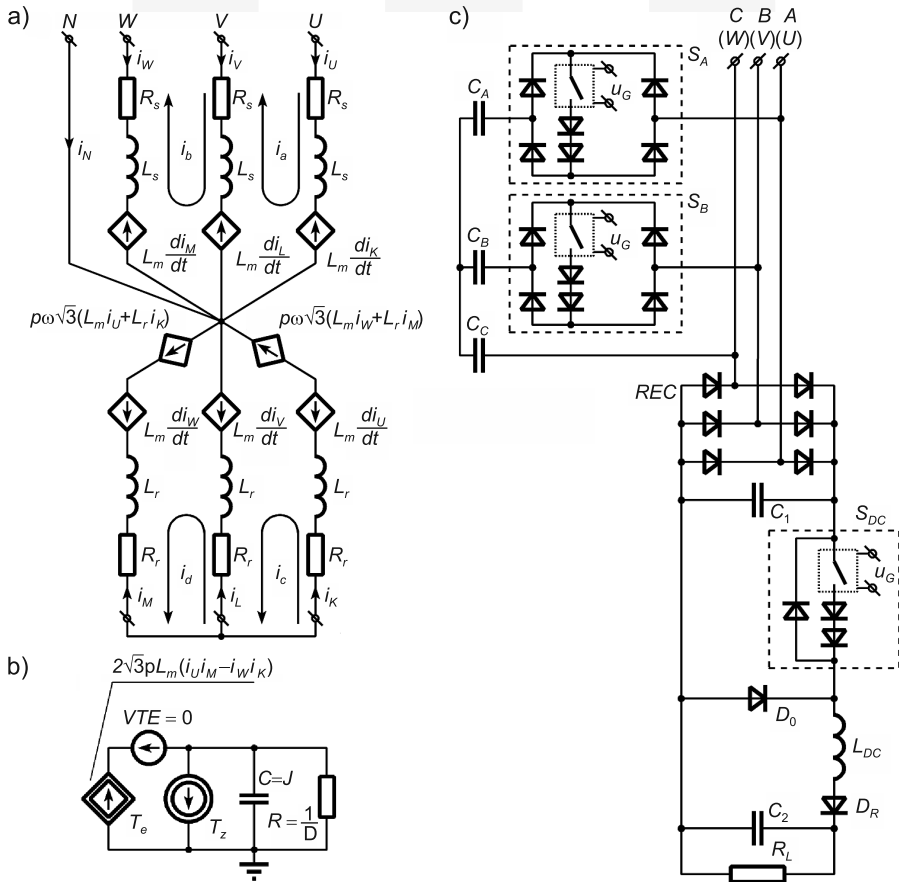 a)
N W V U
i_W i_V i_U
R_s R_s R_s
i_N i_b i_a
L_s L_s L_s
L_m di_M/dt L_m di_L/dt L_m di_K/dt
pω√3(L_m i_U+L_r i_K) pω√3(L_m i_W+L_r i_M)
L_m di_W/dt L_m di_V/dt L_m di_U/dt
L_r L_r L_r
R_r R_r R_r
i_d i_c
i_M i_L i_K
b)
2√3pL_m(i_U i_M–i_W i_K)
VTE = 0
T_e T_z
C=J
R = 1/D
c)
C B A
(W) (V) (U)
S_A
C_A
u_G
S_B
C_B
u_G
C_C
REC
C_1
S_DC
u_G
D_0
L_DC
D_R
C_2
R_L